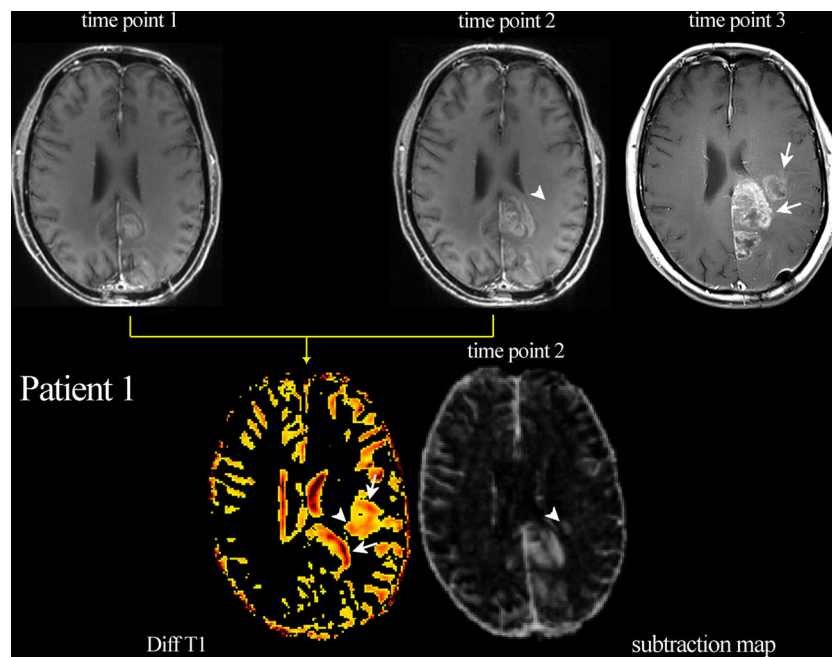 time point 1
time point 2
time point 3
time point 2
Patient 1
Diff T1
subtraction map